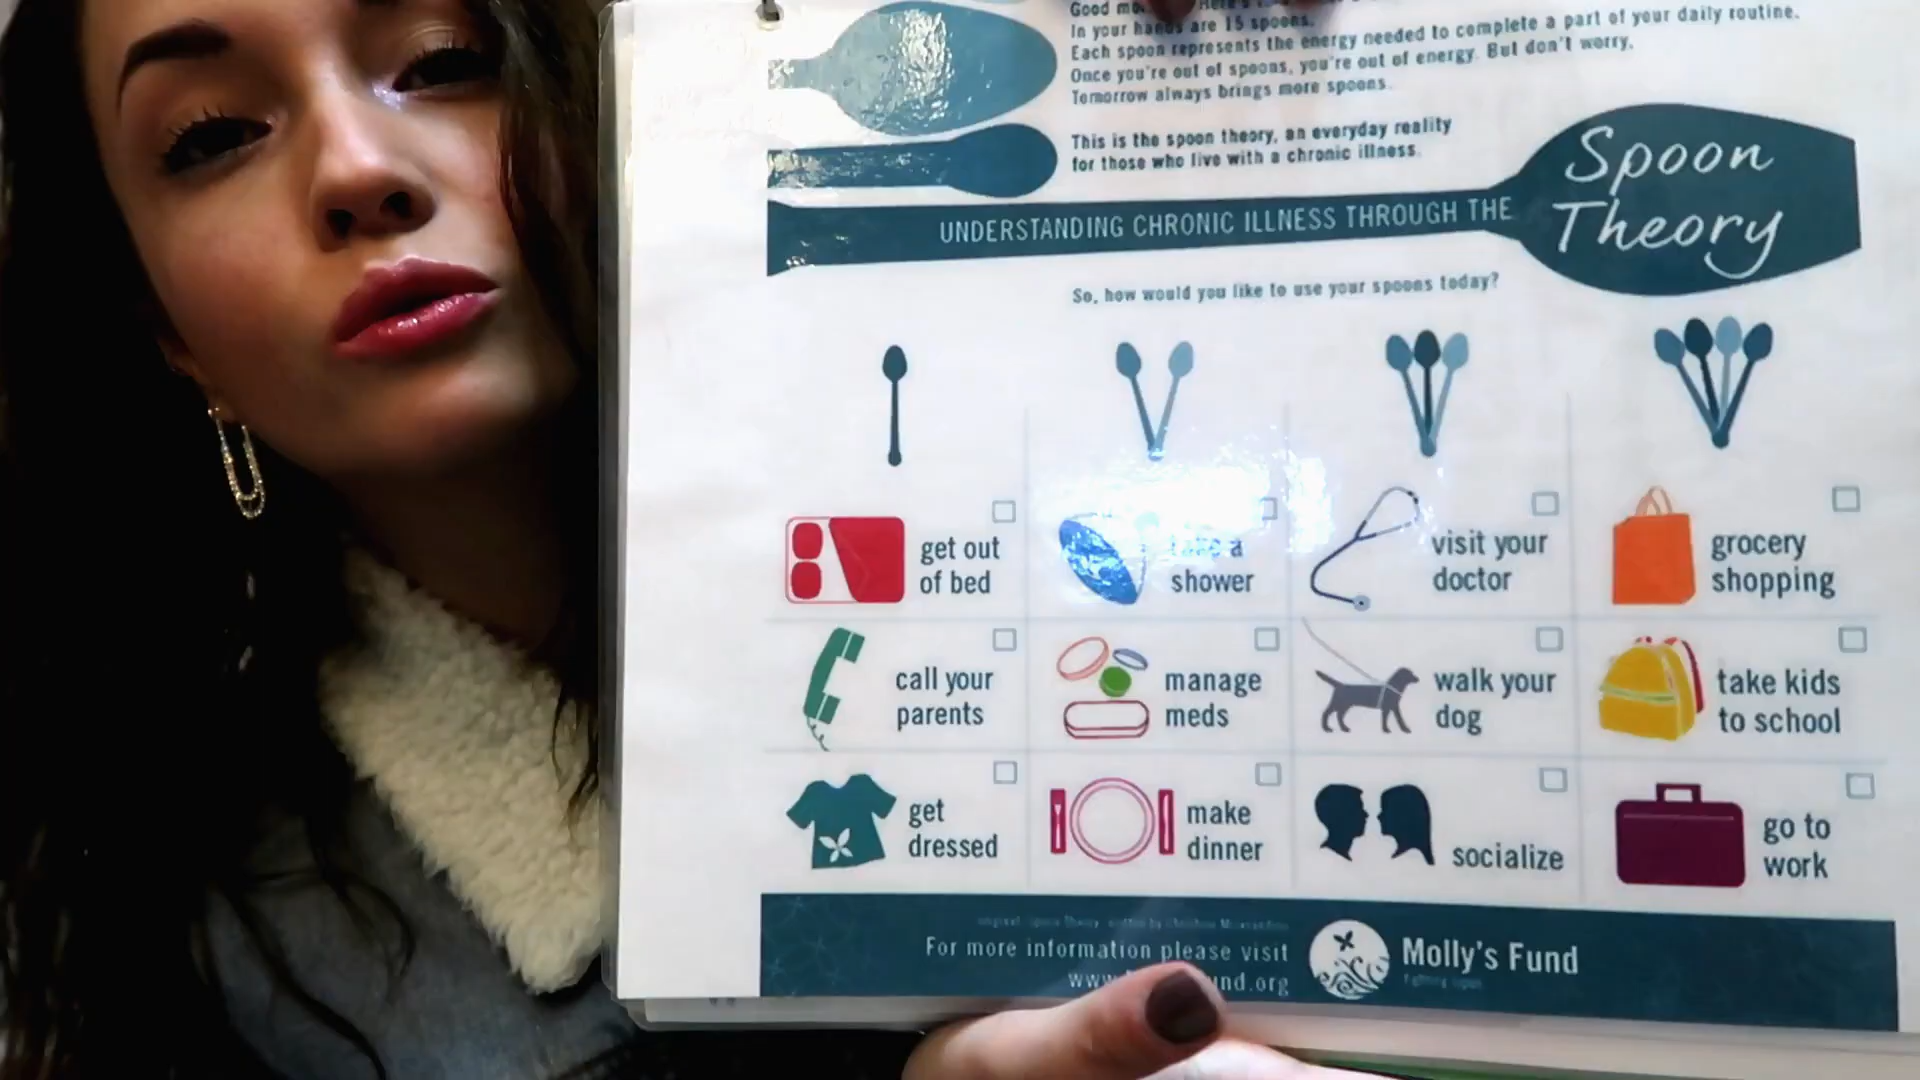 Good
In your hands are 15 spoons.
Each spoon represents the energy needed to complete a part of your daily routine.
Once you're out of spoons, you're out of energy. But don't worry,
Tomorrow always brings more spoons.
This is the spoon theory, an everyday reality
for those who live with a chronic illness.
UNDERSTANDING CHRONIC ILLNESS THROUGH THE
Spoon
Theory
So, how would you like to use your spoons today?
get out
of bed
take a
shower
visit your
doctor
grocery
shopping
call your
parents
manage
meds
walk your
dog
take kids
to school
get
dressed
make
dinner
socialize
go to
work
For more information please visit
Molly's Fund